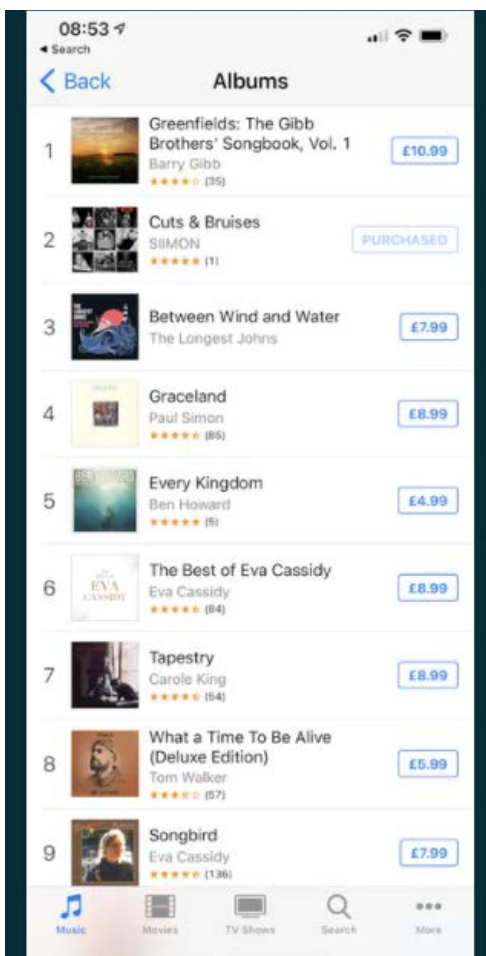 08:53
Search
Back
Albums
1
Greenfields: The Gibb
Brothers' Songbook, Vol. 1
Barry Gibb
(35)
£10.99
2
Cuts & Bruises
SIIMON
(1)
PURCHASED
3
Between Wind and Water
The Longest Johns
£7.99
4
Graceland
Paul Simon
(85)
£8.99
5
Every Kingdom
Ben Howard
(5)
£4.99
6
EVA
CASSIDY
The Best of Eva Cassidy
Eva Cassidy
(84)
£8.99
7
Tapestry
Carole King
(54)
£8.99
8
What a Time To Be Alive
(Deluxe Edition)
Tom Walker
(57)
£5.99
9
Songbird
Eva Cassidy
(136)
£7.99
Music
Movies
TV Shows
Search
More